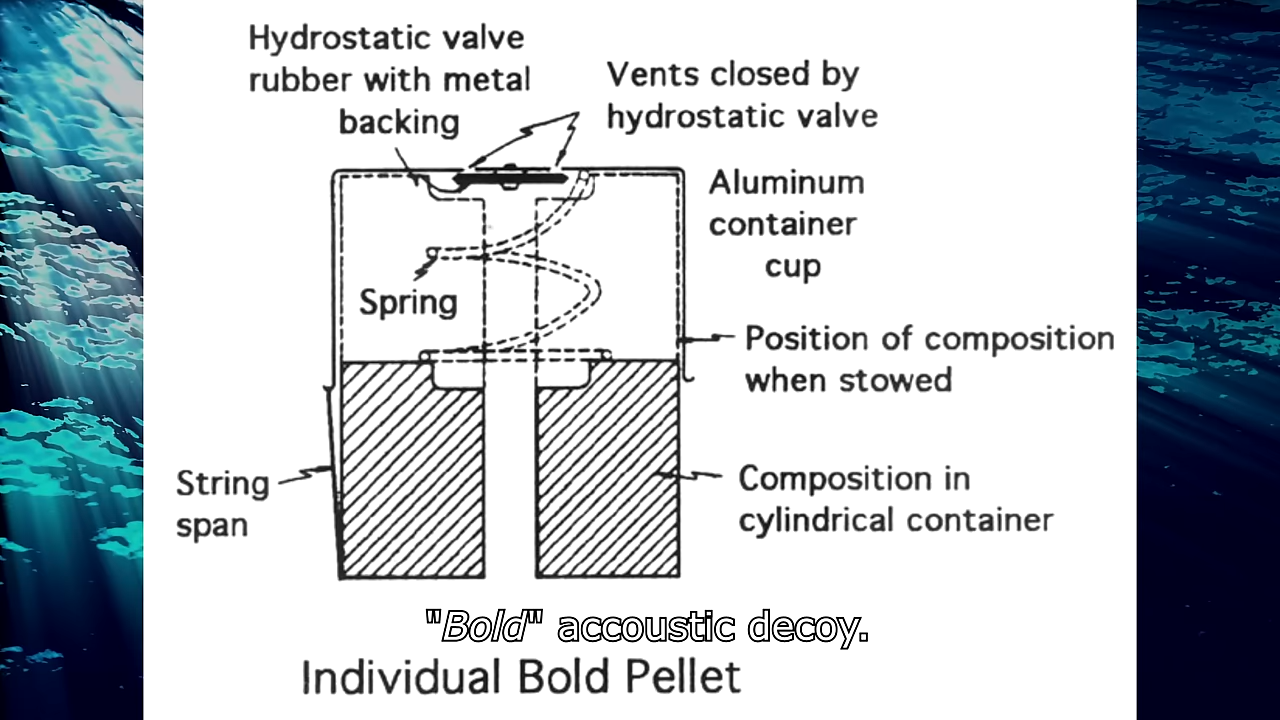 Hydrostatic valve
rubber with metal
backing
Vents closed by
hydrostatic valve
Aluminum
container
cup
Spring
Position of composition
when stowed
String
span
Composition in
cylindrical container
"Bold" accoustic decoy.
Individual Bold Pellet